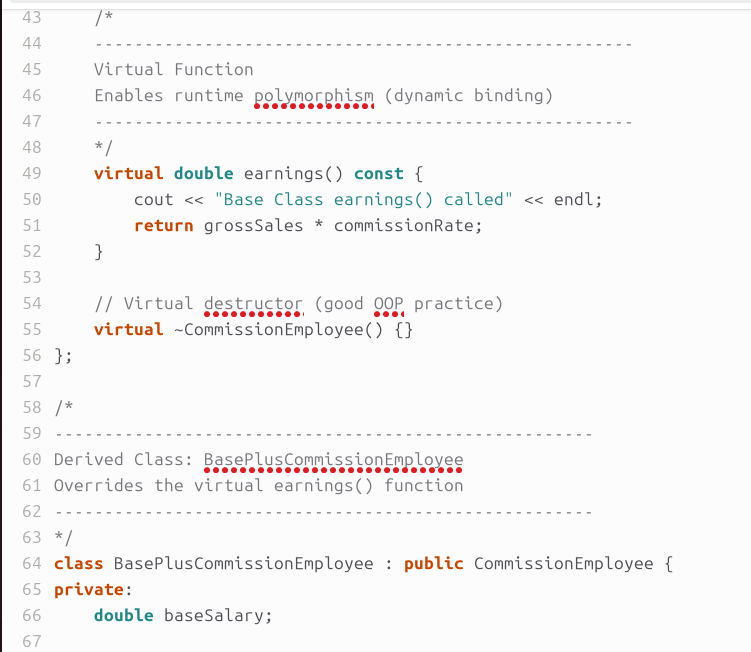 43 /*
44 ------------------------------------------------------
45 Virtual Function
46 Enables runtime polymorphism (dynamic binding)
47 ------------------------------------------------------
48 */
49 virtual double earnings() const {
50 cout << "Base Class earnings() called" << endl;
51 return grossSales * commissionRate;
52 }
53
54 // Virtual destructor (good OOP practice)
55 virtual ~CommissionEmployee() {}
56 };
57
58 /*
59 ------------------------------------------------------
60 Derived Class: BasePlusCommissionEmployee
61 Overrides the virtual earnings() function
62 ------------------------------------------------------
63 */
64 class BasePlusCommissionEmployee : public CommissionEmployee {
65 private:
66 double baseSalary;
67